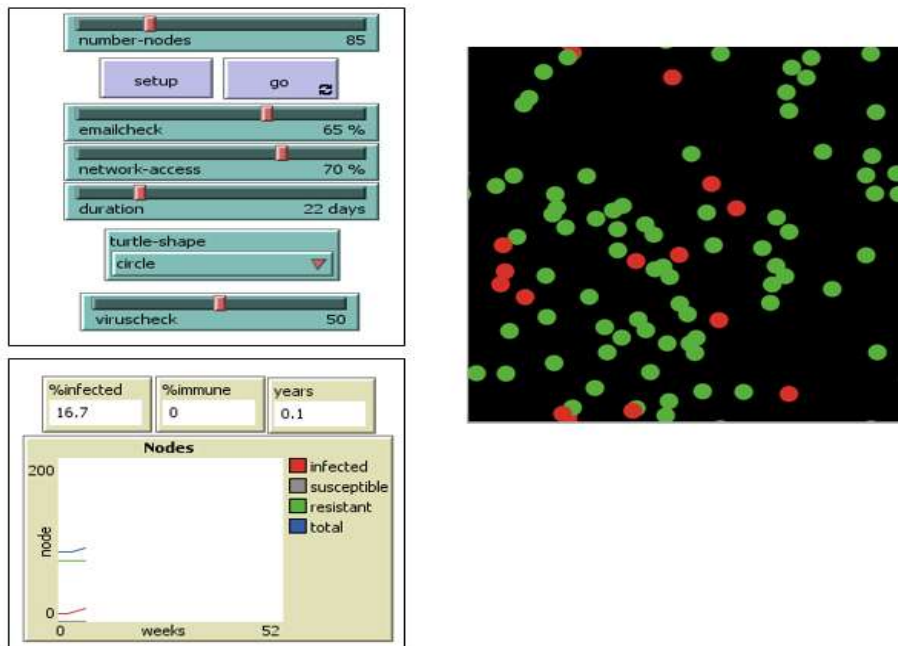 number-nodes 85
setup go
emailcheck 65 %
network-access 70 %
duration 22 days
turtle-shape
circle
viruscheck 50
%infected %immune years
16.7 0 0.1
Nodes
200
node
0
0 weeks 52
infected
susceptible
resistant
total